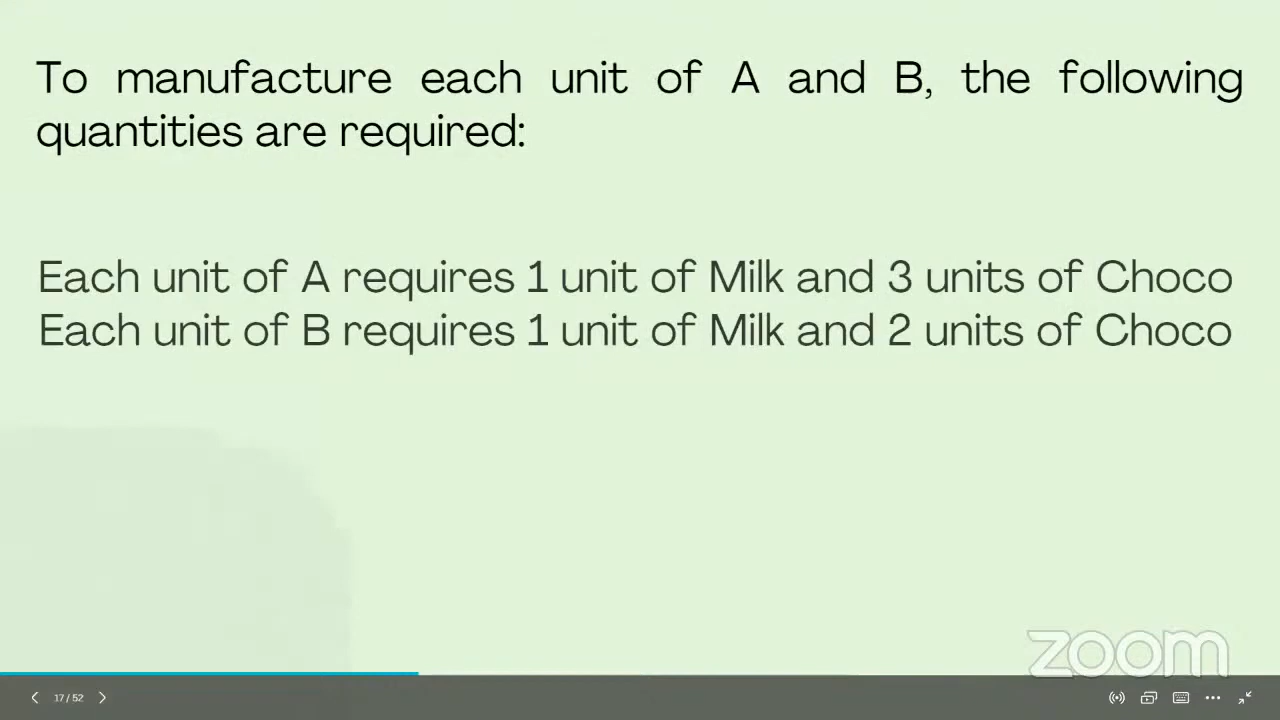 To manufacture each unit of A and B, the following
quantities are required:
Each unit of A requires 1 unit of Milk and 3 units of Choco
Each unit of B requires 1 unit of Milk and 2 units of Choco
zoom
17 / 52